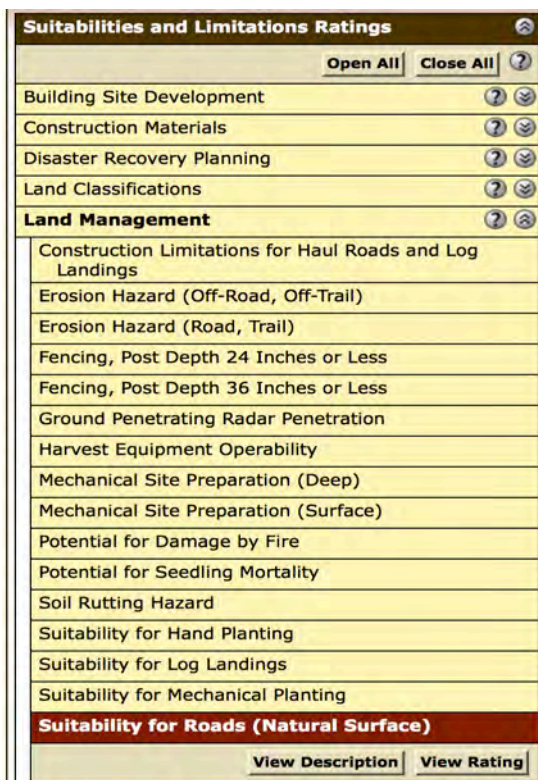 Suitabilities and Limitations Ratings
Open All Close All ?
Building Site Development ?
Construction Materials ?
Disaster Recovery Planning ?
Land Classifications ?
Land Management ?
Construction Limitations for Haul Roads and Log
Landings
Erosion Hazard (Off-Road, Off-Trail)
Erosion Hazard (Road, Trail)
Fencing, Post Depth 24 Inches or Less
Fencing, Post Depth 36 Inches or Less
Ground Penetrating Radar Penetration
Harvest Equipment Operability
Mechanical Site Preparation (Deep)
Mechanical Site Preparation (Surface)
Potential for Damage by Fire
Potential for Seedling Mortality
Soil Rutting Hazard
Suitability for Hand Planting
Suitability for Log Landings
Suitability for Mechanical Planting
Suitability for Roads (Natural Surface)
View Description View Rating